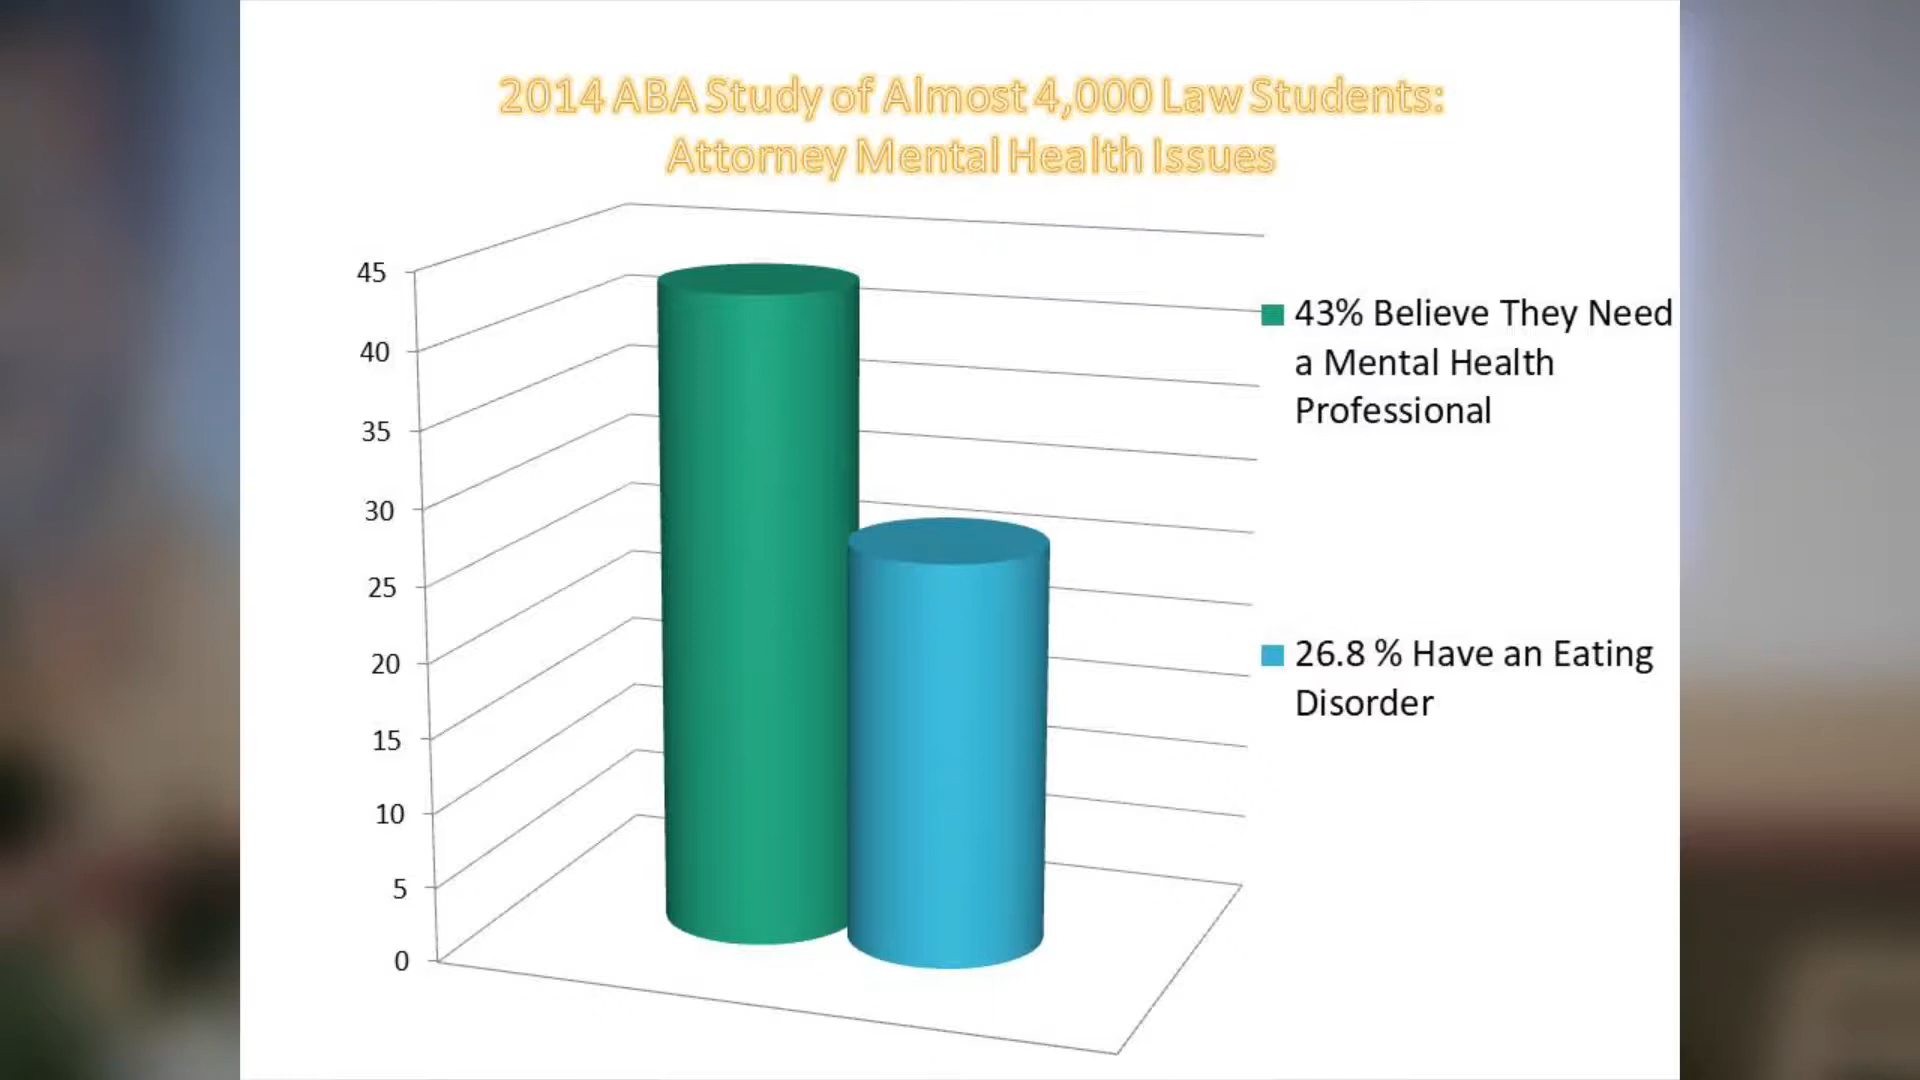 2014 ABA Study of Almost 4,000 Law Students:
Attorney Mental Health Issues
45
40
35
30
25
20
15
10
5
0
43% Believe They Need
a Mental Health
Professional
26.8 % Have an Eating
Disorder